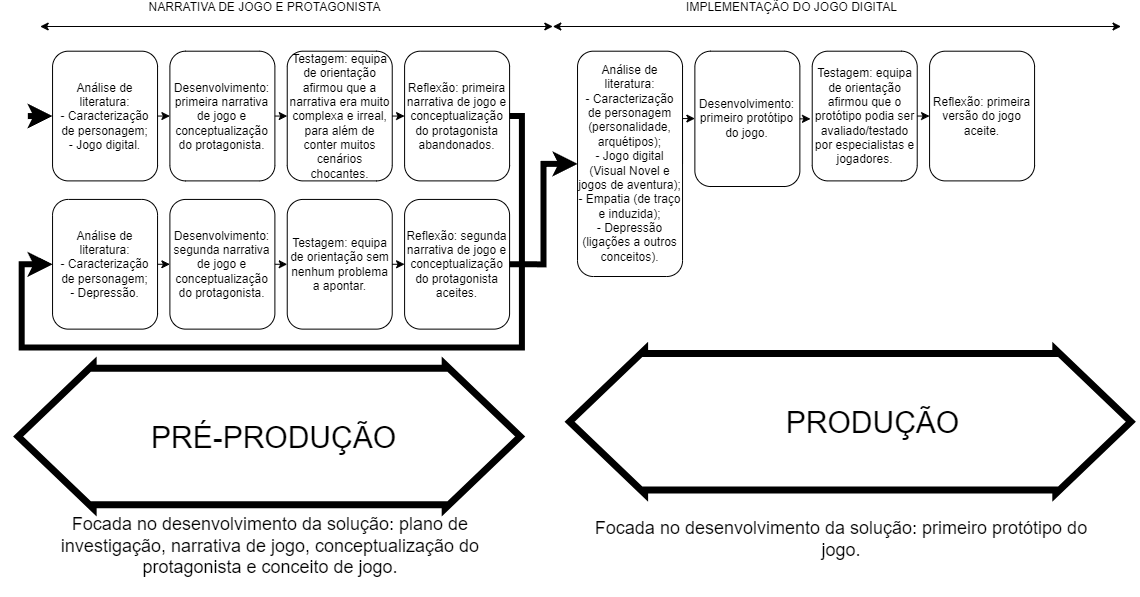 NARRATIVA DE JOGO E PROTAGONISTA
IMPLEMENTAÇÃO DO JOGO DIGITAL
Análise de
literatura:
- Caracterização
de personagem;
- Jogo digital.
Desenvolvimento:
primeira narrativa
de jogo e
conceptualização
do protagonista.
Testagem: equipa
de orientação
afirmou que a
narrativa era muito
complexa e irreal,
para além de
conter muitos
cenários
chocantes.
Reflexão: primeira
narrativa de jogo e
conceptualização
do protagonista
abandonados.
Análise de
literatura:
- Caracterização
de personagem;
- Depressão.
Desenvolvimento:
segunda narrativa
de jogo e
conceptualização
do protagonista.
Testagem: equipa
de orientação sem
nenhum problema
a apontar.
Reflexão: segunda
narrativa de jogo e
conceptualização
do protagonista
aceites.
Análise de
literatura:
- Caracterização
de personagem
(personalidade,
arquétipos);
- Jogo digital
(Visual Novel e
jogos de aventura);
- Empatia (de traço
e induzida);
- Depressão
(ligações a outros
conceitos).
Desenvolvimento:
primeiro protótipo
do jogo.
Testagem: equipa
de orientação
afirmou que o
protótipo podia ser
avaliado/testado
por especialistas e
jogadores.
Reflexão: primeira
versão do jogo
aceite.
PRÉ-PRODUÇÃO
Focada no desenvolvimento da solução: plano de
investigação, narrativa de jogo, conceptualização do
protagonista e conceito de jogo.
PRODUÇÃO
Focada no desenvolvimento da solução: primeiro protótipo do
jogo.